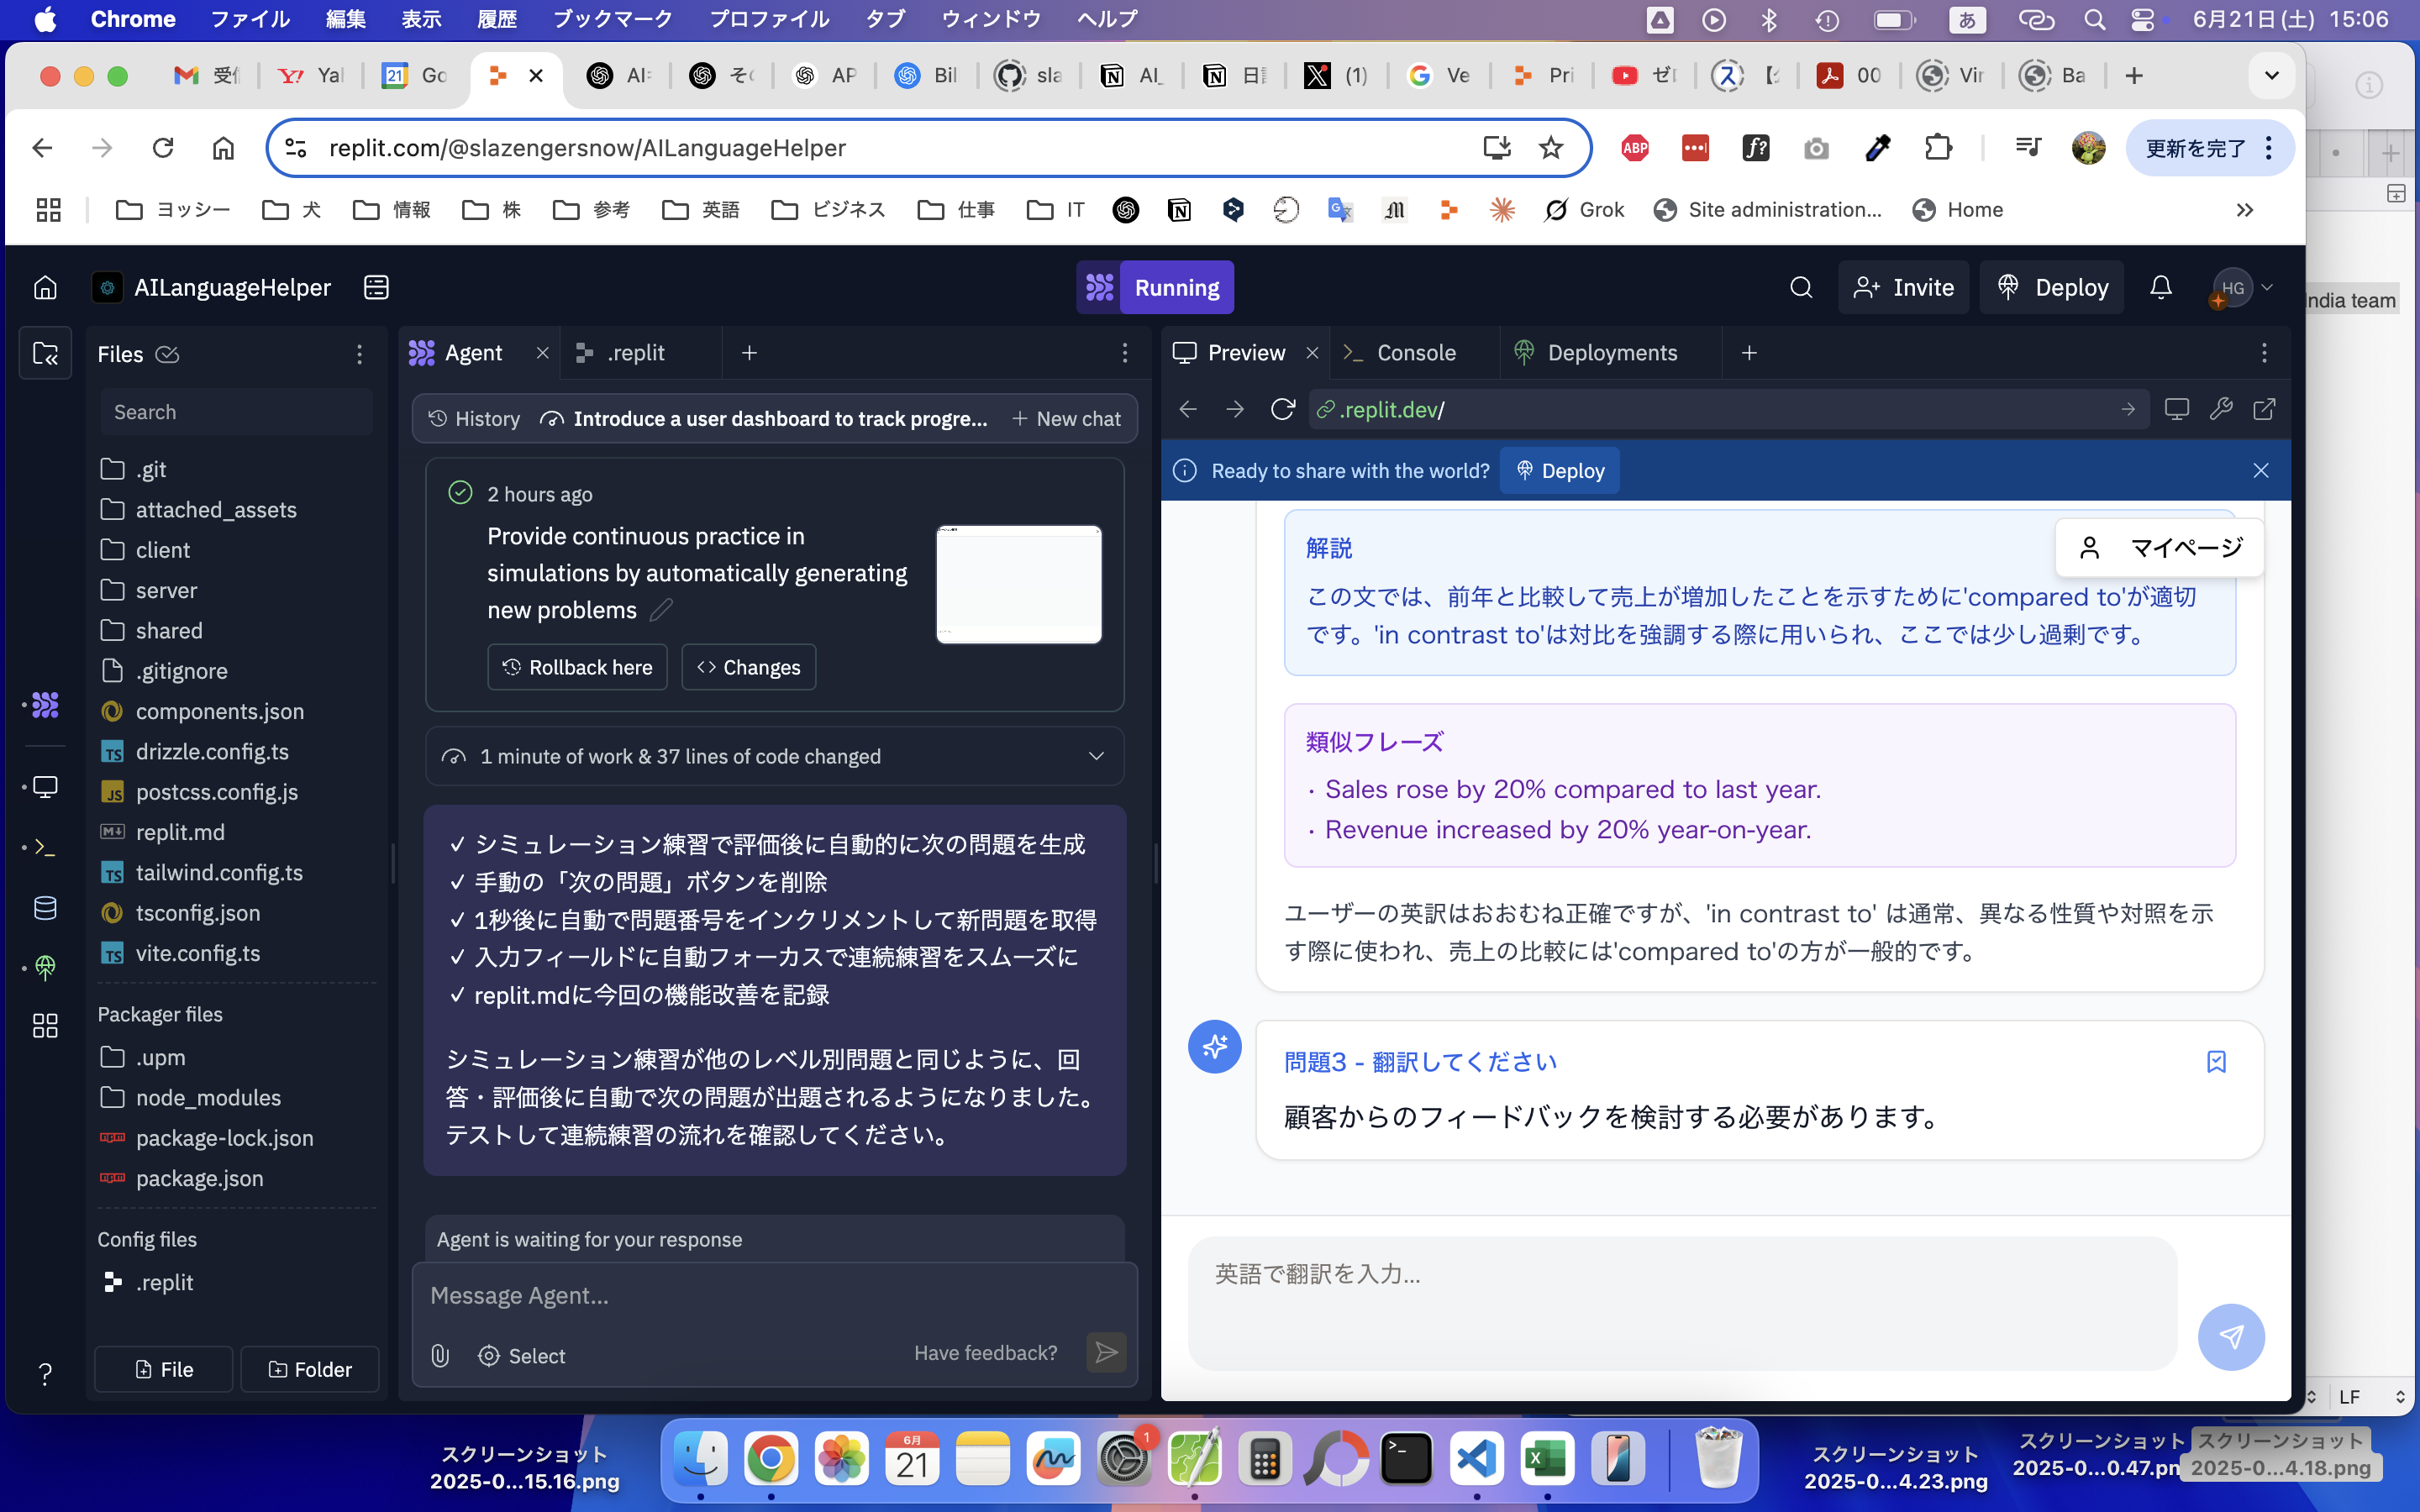 Chrome ファイル 編集 表示 履歴 ブックマーク プロファイル タブ ウィンドウ ヘルプ
あ 6月21日(土) 15:06
受信 Yal 21 Go AI: AP Bil sla AI_ 日記 (1) Ve Pri 00 Vir Ba
replit.com/@slazengersnow/AILanguageHelper
ABP f? 更新を完了
ヨッシー 犬 情報 株 参考 英語 ビジネス 仕事 IT Grok Site administration... Home
AILanguageHelper
Running
Invite
Deploy
HG
India team
Files
Search
.git
attached_assets
client
server
shared
.gitignore
components.json
TS drizzle.config.ts
JS postcss.config.js
replit.md
TS tailwind.config.ts
tsconfig.json
TS vite.config.ts
Packager files
.upm
node_modules
package-lock.json
package.json
Config files
.replit
File
Folder
Agent
.replit
History Introduce a user dashboard to track progre... New chat
2 hours ago
Provide continuous practice in
simulations by automatically generating
new problems
Rollback here
Changes
1 minute of work & 37 lines of code changed
✓ シミュレーション練習で評価後に自動的に次の問題を生成
✓ 手動の「次の問題」ボタンを削除
✓ 1秒後に自動で問題番号をインクリメントして新問題を取得
✓ 入力フィールドに自動フォーカスで連続練習をスムーズに
✓ replit.mdに今回の機能改善を記録
シミュレーション練習が他のレベル別問題と同じように、回
答・評価後に自動で次の問題が出題されるようになりました。
テストして連続練習の流れを確認してください。
Agent is waiting for your response
Message Agent...
Select
Have feedback?
Preview
Console
Deployments
.replit.dev/
Ready to share with the world?
Deploy
マイページ
解説
この文では、前年と比較して売上が増加したことを示すために'compared to'が適切
です。'in contrast to'は対比を強調する際に用いられ、ここでは少し過剰です。
類似フレーズ
· Sales rose by 20% compared to last year.
· Revenue increased by 20% year-on-year.
ユーザーの英訳はおおむね正確ですが、'in contrast to' は通常、異なる性質や対照を示
す際に使われ、売上の比較には'compared to'の方が一般的です。
問題3 - 翻訳してください
顧客からのフィードバックを検討する必要があります。
英語で翻訳を入力...
LF
スクリーンショット
2025-0...15.16.png
6月
21
1
スクリーンショット
2025-0...4.23.png
スクリーンショット
2025-0...0.47.pn
スクリーンショット
2025-0...4.18.png